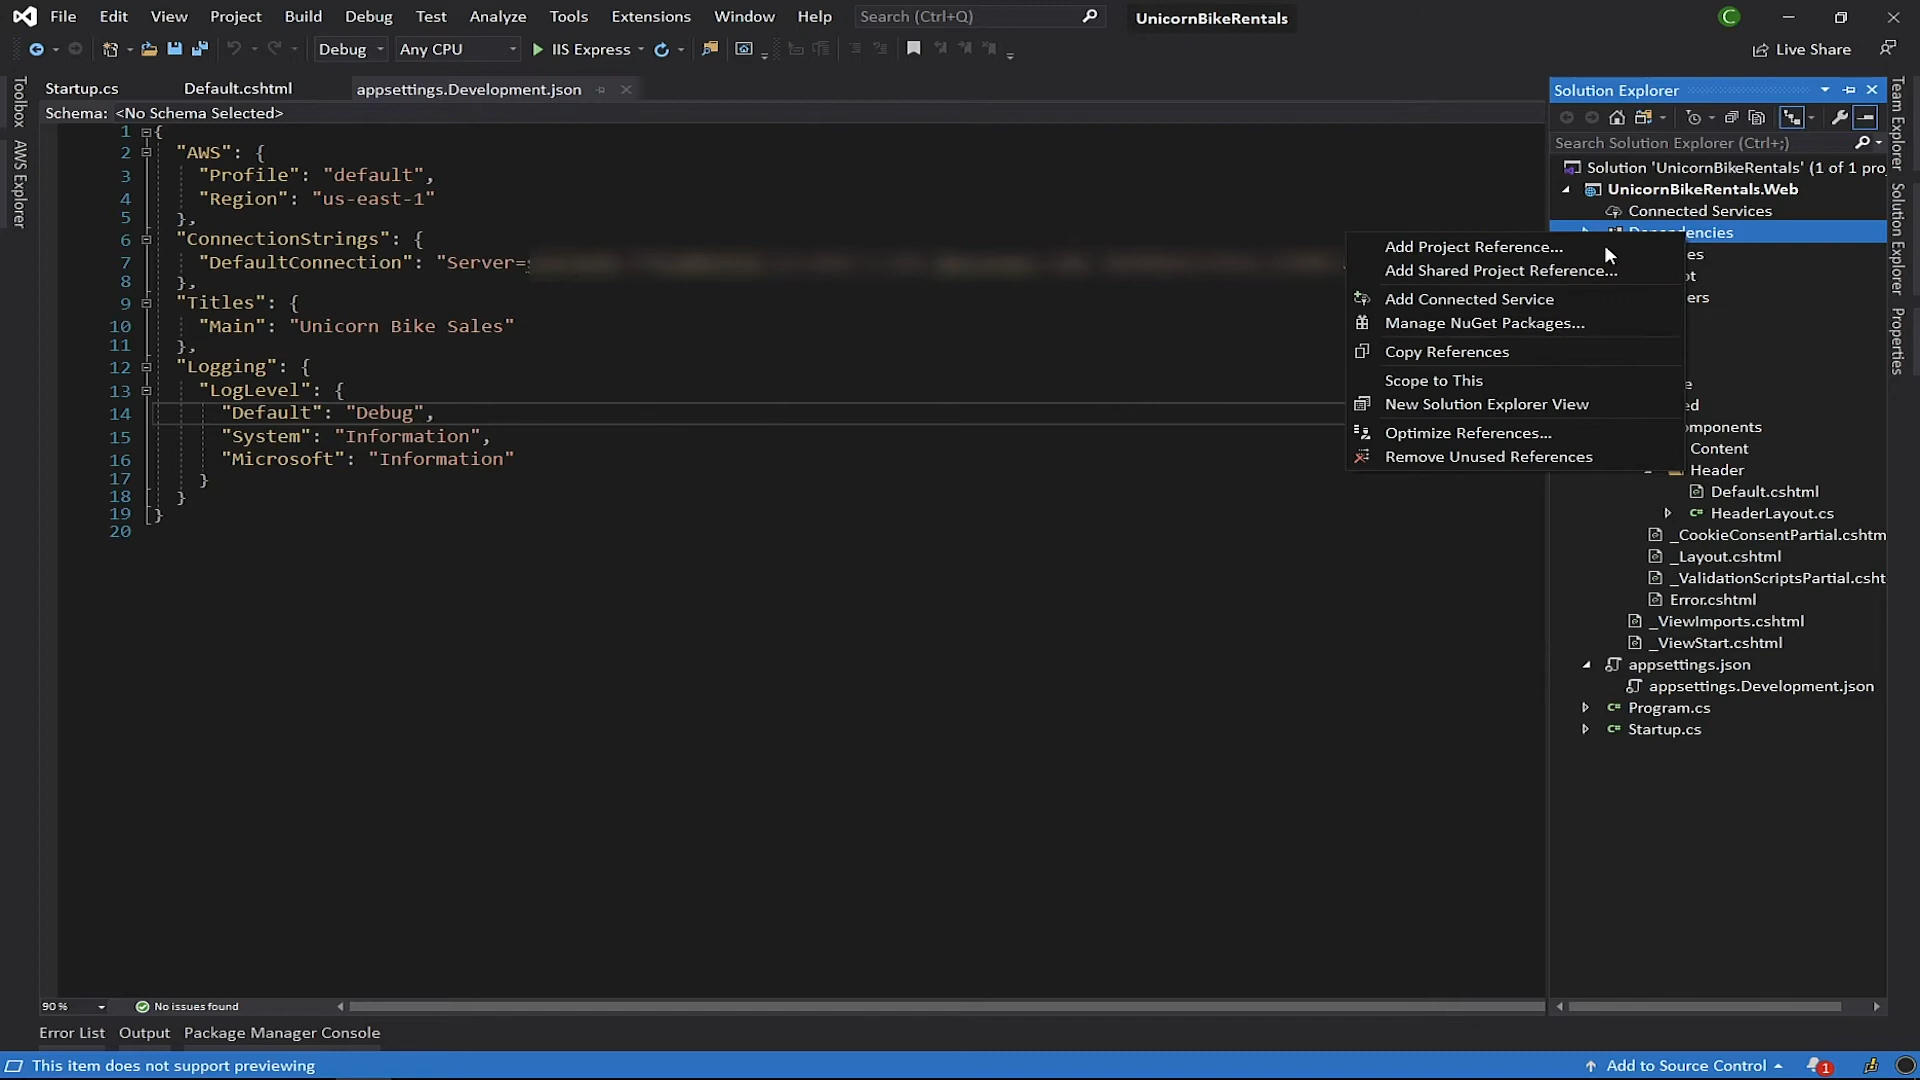 File Edit View Project Build Debug Test Analyze Tools Extensions Window Help Search (Ctrl+Q) UnicornBikeRentals C
Debug Any CPU IIS Express Live Share
Startup.cs Default.cshtml appsettings.Development.json
Schema: <No Schema Selected>
Toolbox
AWS Explorer
1 {
2 "AWS": {
3 "Profile": "default",
4 "Region": "us-east-1"
5 },
6 "ConnectionStrings": {
7 "DefaultConnection": "Server=
8 },
9 "Titles": {
10 "Main": "Unicorn Bike Sales"
11 },
12 "Logging": {
13 "LogLevel": {
14 "Default": "Debug",
15 "System": "Information",
16 "Microsoft": "Information"
17 }
18 }
19 }
20
Add Project Reference...
Add Shared Project Reference...
Add Connected Service
Manage NuGet Packages...
Copy References
Scope to This
New Solution Explorer View
Optimize References...
Remove Unused References
Solution Explorer
Search Solution Explorer (Ctrl+;)
Solution 'UnicornBikeRentals' (1 of 1 proj
UnicornBikeRentals.Web
Connected Services
Dependencies
es
t
ers
e
ed
omponents
Content
Header
Default.cshtml
HeaderLayout.cs
_CookieConsentPartial.cshtm
_Layout.cshtml
_ValidationScriptsPartial.csht
Error.cshtml
_ViewImports.cshtml
_ViewStart.cshtml
appsettings.json
appsettings.Development.json
Program.cs
Startup.cs
Team Explorer
Solution Explorer
Properties
90 % No issues found
Error List Output Package Manager Console
This item does not support previewing Add to Source Control 1